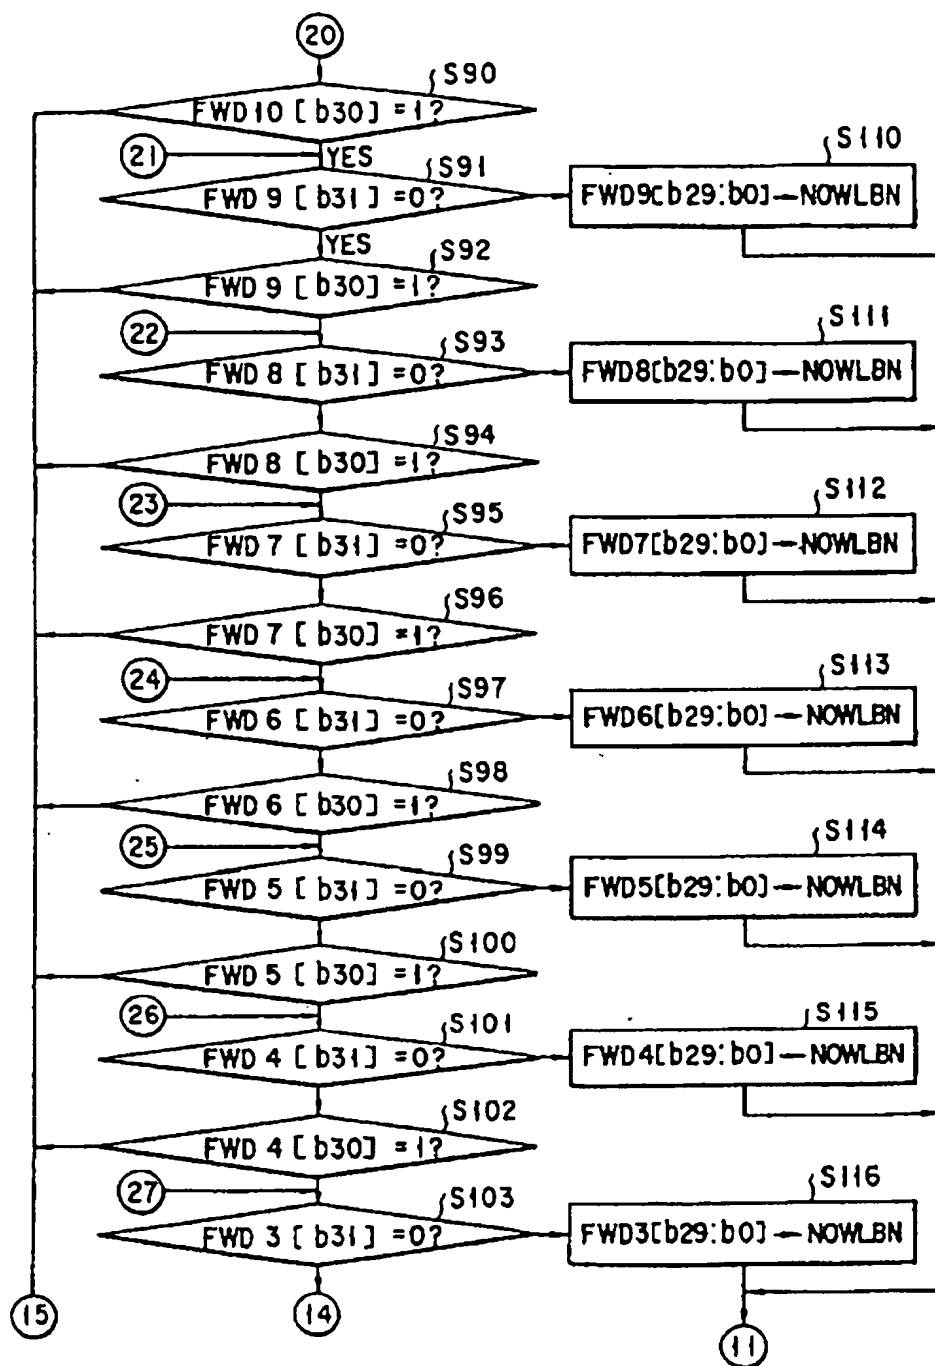 20
S90
FWD 10 [b30] =1?
21
YES
S91
S110
FWD 9 [b31] =0?
FWD9[b29:b0]—NOWLBN
YES
S92
FWD 9 [b30] =1?
22
S93
S111
FWD 8 [b31] =0?
FWD8[b29:b0]—NOWLBN
S94
FWD 8 [b30] =1?
23
S95
S112
FWD 7 [b31] =0?
FWD7[b29:b0]—NOWLBN
S96
FWD 7 [b30] =1?
24
S97
S113
FWD 6 [b31] =0?
FWD6[b29:b0]—NOWLBN
S98
FWD 6 [b30] =1?
25
S99
S114
FWD 5 [b31] =0?
FWD5[b29:b0]—NOWLBN
S100
FWD 5 [b30] =1?
26
S101
S115
FWD 4 [b31] =0?
FWD4[b29:b0]—NOWLBN
S102
FWD 4 [b30] =1?
27
S103
S116
FWD 3 [b31] =0?
FWD3[b29:b0]—NOWLBN
15
14
11